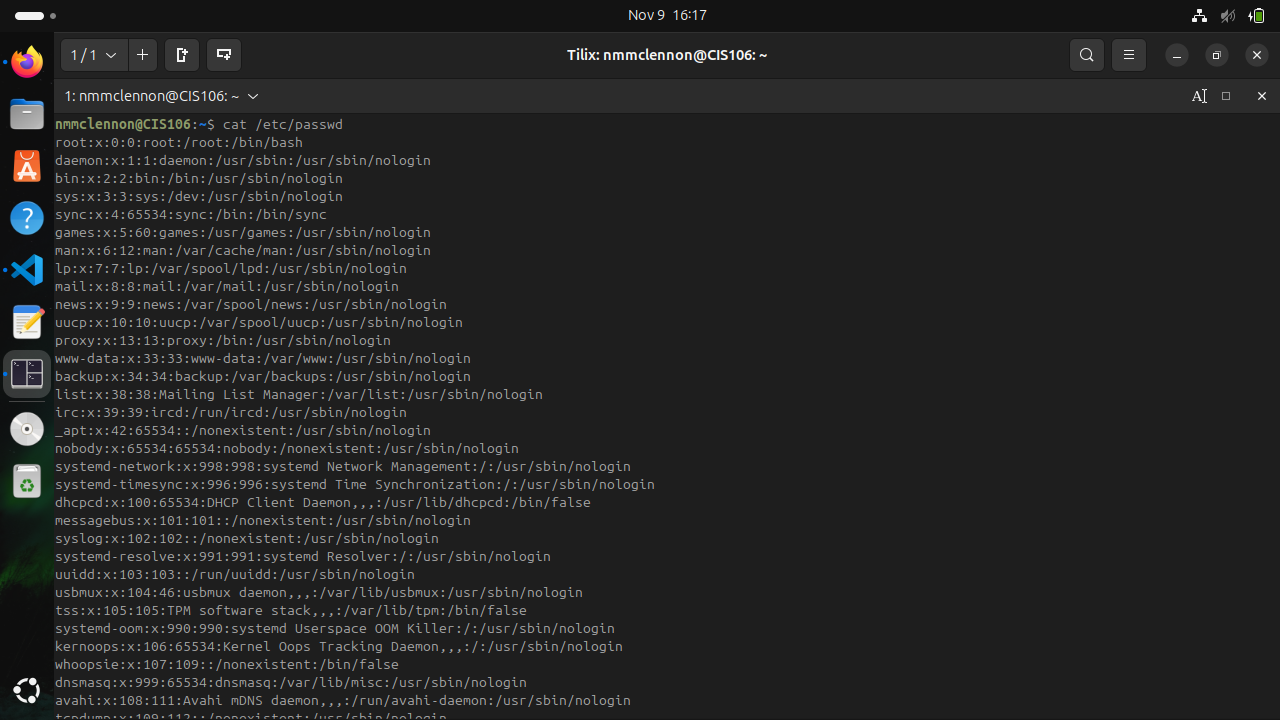 Nov 9 16:17
1 / 1
Tilix: nmmclennon@CIS106: ~
1: nmmclennon@CIS106: ~
nmmclennon@CIS106:~$ cat /etc/passwd
root:x:0:0:root:/root:/bin/bash
daemon:x:1:1:daemon:/usr/sbin:/usr/sbin/nologin
bin:x:2:2:bin:/bin:/usr/sbin/nologin
sys:x:3:3:sys:/dev:/usr/sbin/nologin
sync:x:4:65534:sync:/bin:/bin/sync
games:x:5:60:games:/usr/games:/usr/sbin/nologin
man:x:6:12:man:/var/cache/man:/usr/sbin/nologin
lp:x:7:7:lp:/var/spool/lpd:/usr/sbin/nologin
mail:x:8:8:mail:/var/mail:/usr/sbin/nologin
news:x:9:9:news:/var/spool/news:/usr/sbin/nologin
uucp:x:10:10:uucp:/var/spool/uucp:/usr/sbin/nologin
proxy:x:13:13:proxy:/bin:/usr/sbin/nologin
www-data:x:33:33:www-data:/var/www:/usr/sbin/nologin
backup:x:34:34:backup:/var/backups:/usr/sbin/nologin
list:x:38:38:Mailing List Manager:/var/list:/usr/sbin/nologin
irc:x:39:39:ircd:/run/ircd:/usr/sbin/nologin
_apt:x:42:65534::/nonexistent:/usr/sbin/nologin
nobody:x:65534:65534:nobody:/nonexistent:/usr/sbin/nologin
systemd-network:x:998:998:systemd Network Management:/:/usr/sbin/nologin
systemd-timesync:x:996:996:systemd Time Synchronization:/:/usr/sbin/nologin
dhcpcd:x:100:65534:DHCP Client Daemon,,,:/usr/lib/dhcpcd:/bin/false
messagebus:x:101:101::/nonexistent:/usr/sbin/nologin
syslog:x:102:102::/nonexistent:/usr/sbin/nologin
systemd-resolve:x:991:991:systemd Resolver:/:/usr/sbin/nologin
uuidd:x:103:103::/run/uuidd:/usr/sbin/nologin
usbmux:x:104:46:usbmux daemon,,,:/var/lib/usbmux:/usr/sbin/nologin
tss:x:105:105:TPM software stack,,,:/var/lib/tpm:/bin/false
systemd-oom:x:990:990:systemd Userspace OOM Killer:/:/usr/sbin/nologin
kernoops:x:106:65534:Kernel Oops Tracking Daemon,,,:/:/usr/sbin/nologin
whoopsie:x:107:109::/nonexistent:/bin/false
dnsmasq:x:999:65534:dnsmasq:/var/lib/misc:/usr/sbin/nologin
avahi:x:108:111:Avahi mDNS daemon,,,:/run/avahi-daemon:/usr/sbin/nologin
tcpdump:x:109:112::/nonexistent:/usr/sbin/nologin